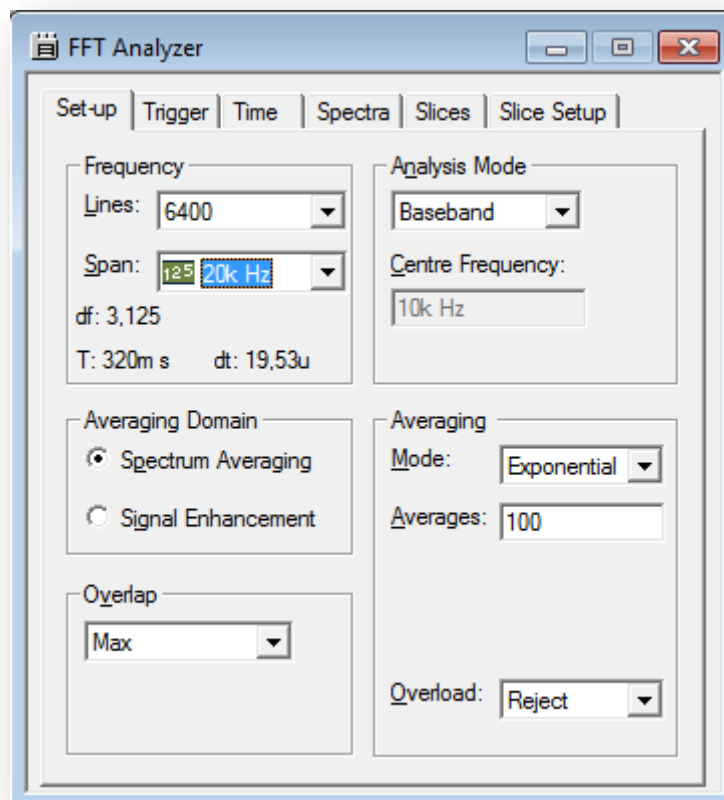 FFT Analyzer
Set-up Trigger Time Spectra Slices Slice Setup
Frequency
Lines: 6400
Span: 125 20k Hz
df: 3,125
T: 320m s dt: 19,53u
Analysis Mode
Baseband
Centre Frequency:
10k Hz
Averaging Domain
Spectrum Averaging
Signal Enhancement
Averaging
Mode: Exponential
Averages: 100
Overload: Reject
Overlap
Max